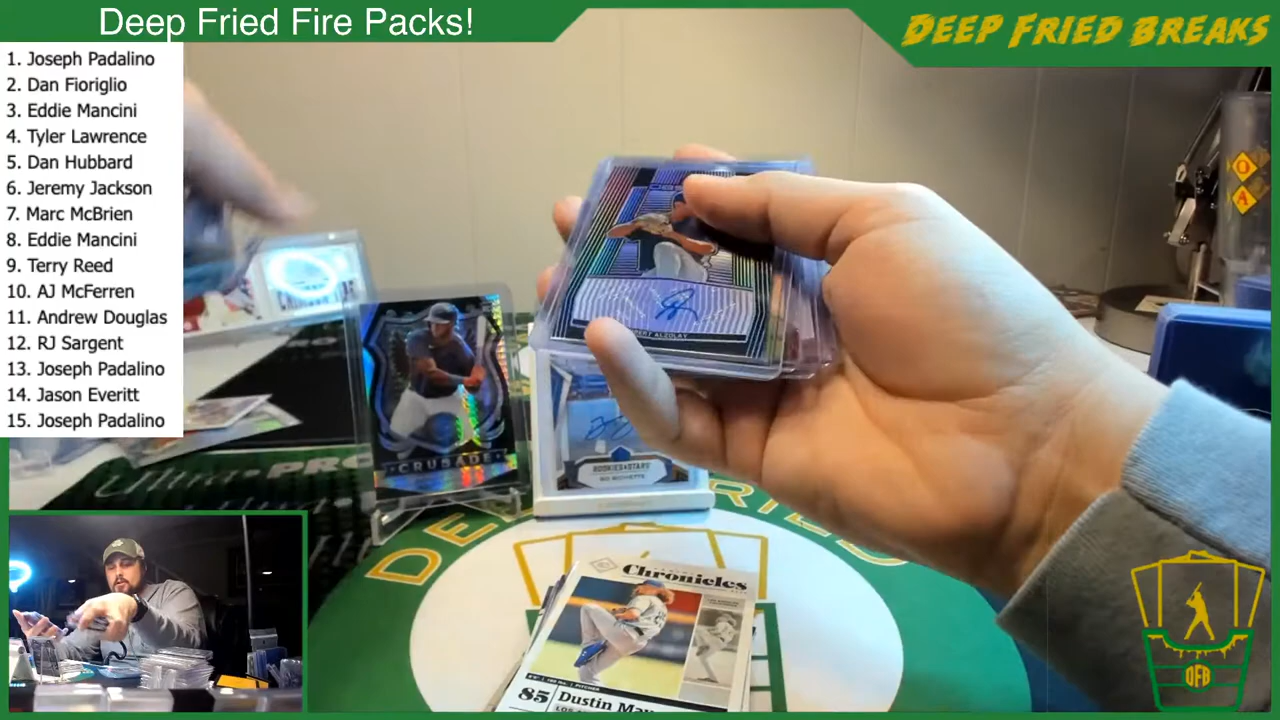 Deep Fried Fire Packs!
DEEP FRIED BREAKS
1. Joseph Padalino
2. Dan Fioriglio
3. Eddie Mancini
4. Tyler Lawrence
5. Dan Hubbard
6. Jeremy Jackson
7. Marc McBrien
8. Eddie Mancini
9. Terry Reed
10. AJ McFerren
11. Andrew Douglas
12. RJ Sargent
13. Joseph Padalino
14. Jason Everitt
15. Joseph Padalino
CRUSADE
ROOKIES & STARS
BO BICHETTE
Chronicles
85
Dustin May
DFB